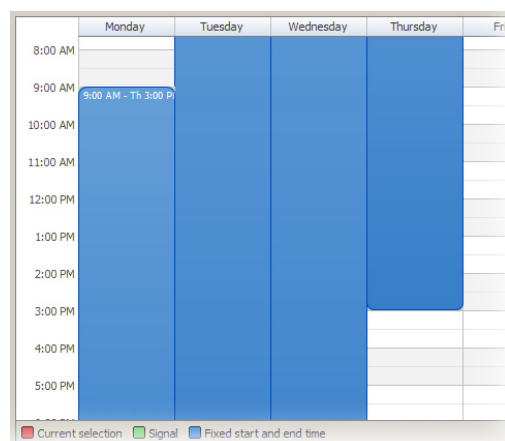 Monday Tuesday Wednesday Thursday
8:00 AM
9:00 AM
9:00 AM - Th 3:00
10:00 AM
11:00 AM
12:00 PM
1:00 PM
2:00 PM
3:00 PM
4:00 PM
5:00 PM
Current selection Signal Fixed start and end time